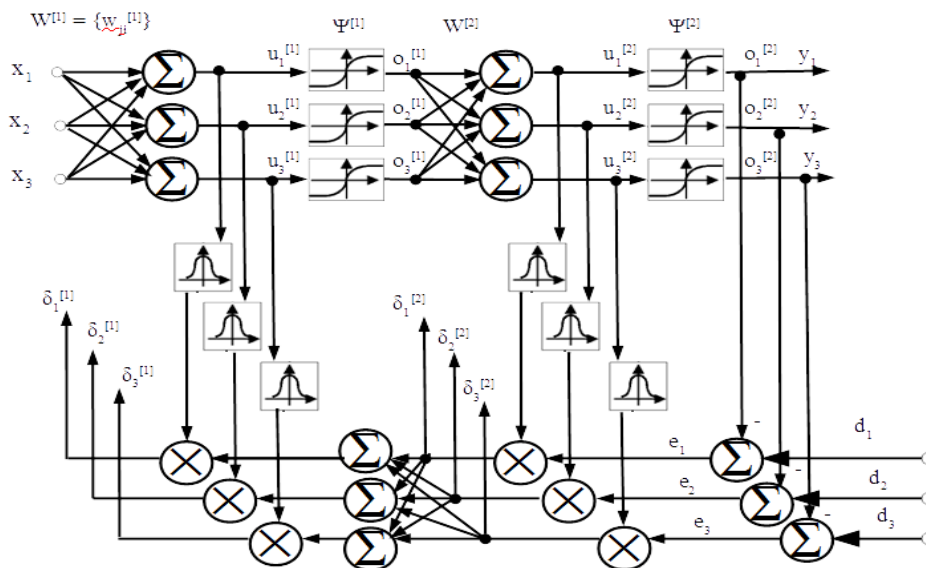 W[1] = {wji[1]} Ψ[1] W[2] Ψ[2]
x1 u1[1] o1[1] u1[2] o1[2] y1
x2 u2[1] o2[1] u2[2] o2[2] y2
x3 u3[1] o3[1] u3[2] o3[2] y3
Σ Σ
Σ Σ
Σ Σ
δ1[1] δ1[2]
δ2[1] δ2[2]
δ3[1] δ3[2]
Σ e1 Σ - d1
Σ e2 Σ - d2
Σ e3 Σ - d3